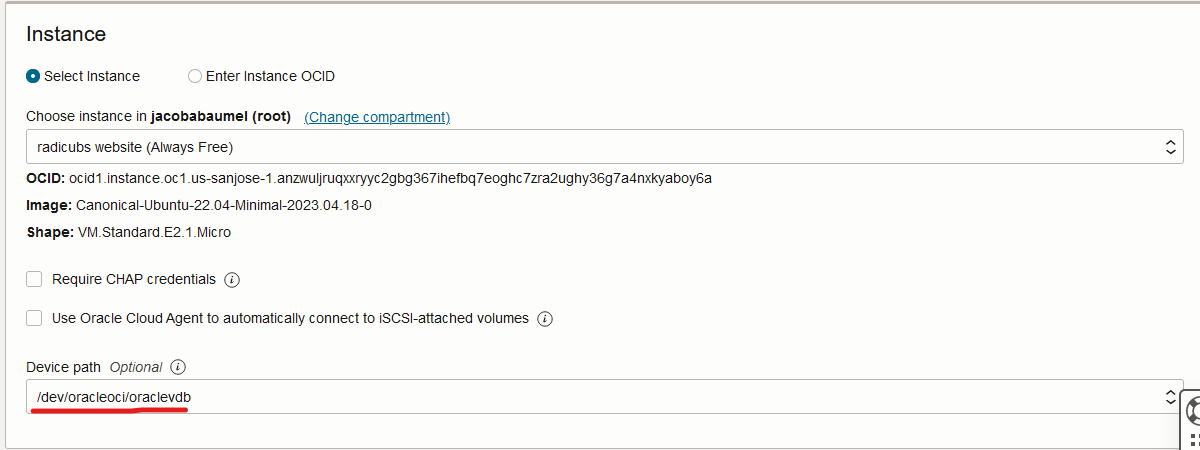 Instance
Select Instance
Enter Instance OCID
Choose instance in jacobabaumel (root) (Change compartment)
radicubs website (Always Free)
OCID: ocid1.instance.oc1.us-sanjose-1.anzwuljruqxxryyc2gbg367ihefbq7eoghc7zra2ughy36g7a4nxkyaboy6a
Image: Canonical-Ubuntu-22.04-Minimal-2023.04.18-0
Shape: VM.Standard.E2.1.Micro
Require CHAP credentials
Use Oracle Cloud Agent to automatically connect to iSCSI-attached volumes
Device path Optional
/dev/oracleoci/oraclevdb